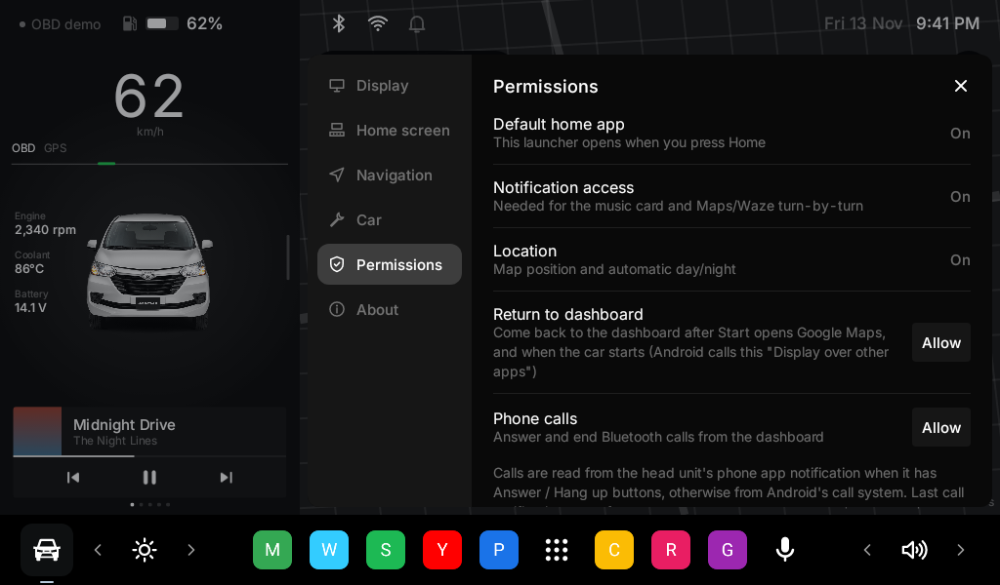 OBD demo
62%
Fri 13 Nov 9:41 PM
62
km/h
OBD GPS
Engine
2,340 rpm
Coolant
86°C
Battery
14.1 V
Midnight Drive
The Night Lines
Display
Home screen
Navigation
Car
Permissions
About
Permissions
Default home app
This launcher opens when you press Home
On
Notification access
Needed for the music card and Maps/Waze turn-by-turn
On
Location
Map position and automatic day/night
On
Return to dashboard
Come back to the dashboard after Start opens Google Maps,
and when the car starts (Android calls this "Display over other
apps")
Allow
Phone calls
Answer and end Bluetooth calls from the dashboard
Allow
Calls are read from the head unit's phone app notification when it has
Answer / Hang up buttons, otherwise from Android's call system. Last call
M W S Y P C R G